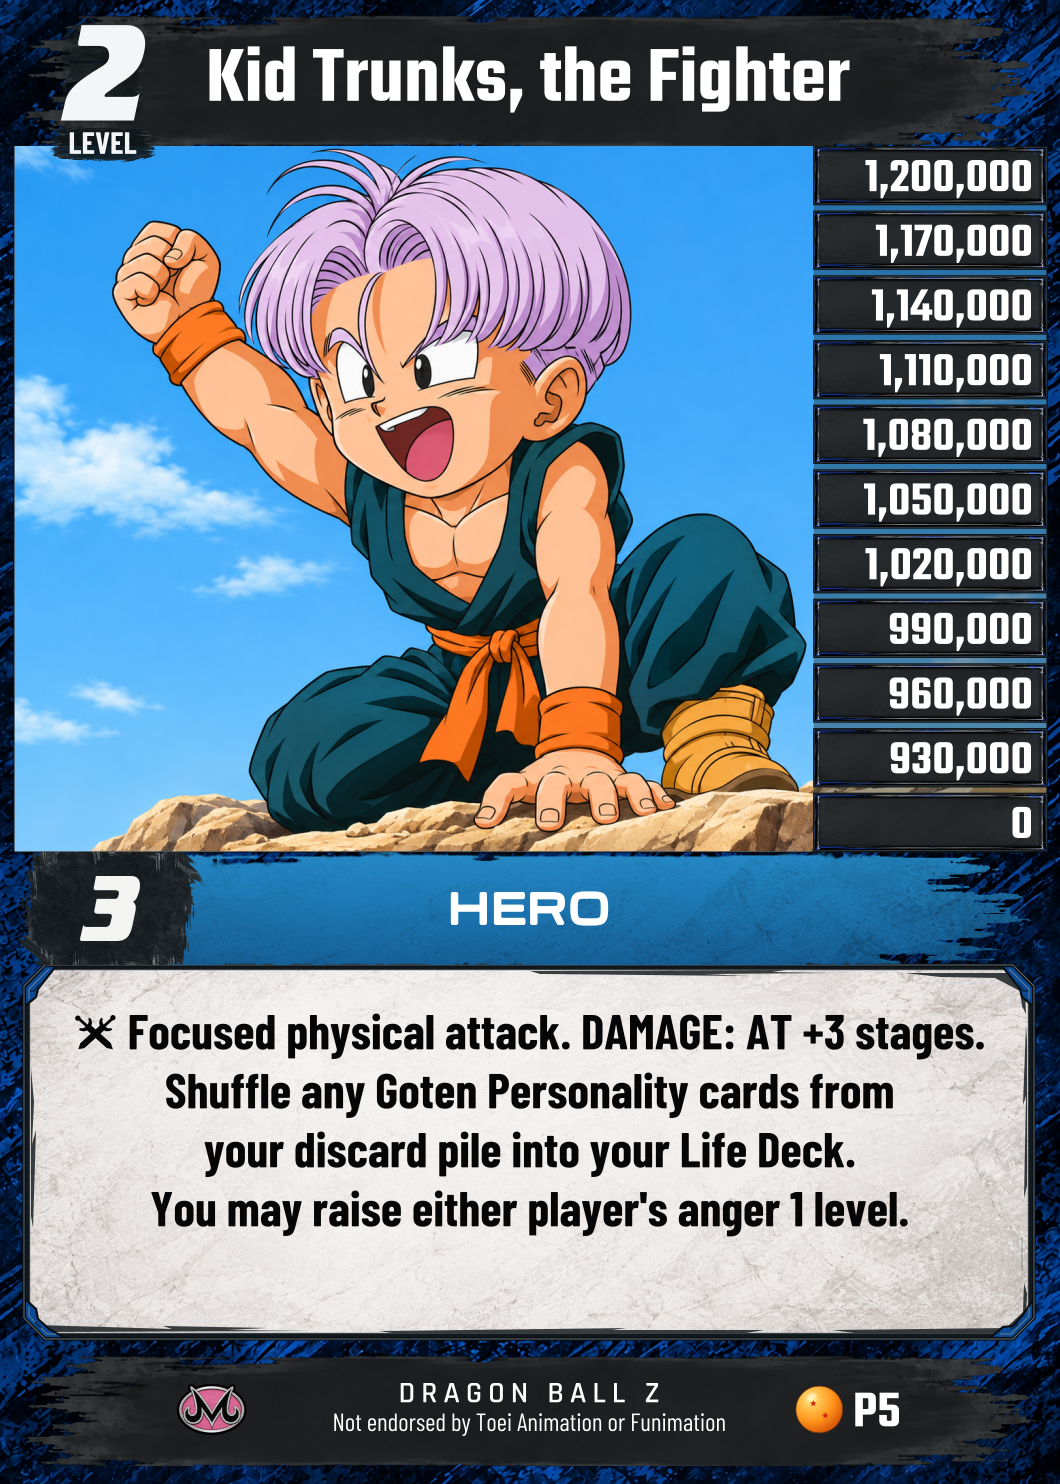 2
LEVEL
Kid Trunks, the Fighter
1,200,000
1,170,000
1,140,000
1,110,000
1,080,000
1,050,000
1,020,000
990,000
960,000
930,000
0
3
HERO
Focused physical attack. DAMAGE: AT +3 stages.
Shuffle any Goten Personality cards from
your discard pile into your Life Deck.
You may raise either player's anger 1 level.
M
DRAGON BALL Z
Not endorsed by Toei Animation or Funimation
P5